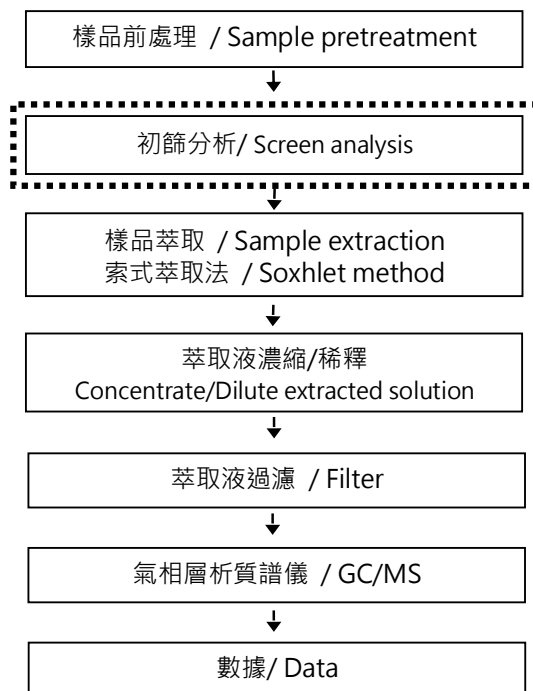 樣品前處理 / Sample pretreatment
初篩分析/ Screen analysis
樣品萃取 / Sample extraction
索式萃取法 / Soxhlet method
萃取液濃縮/稀釋
Concentrate/Dilute extracted solution
萃取液過濾 / Filter
氣相層析質譜儀 / GC/MS
數據/ Data